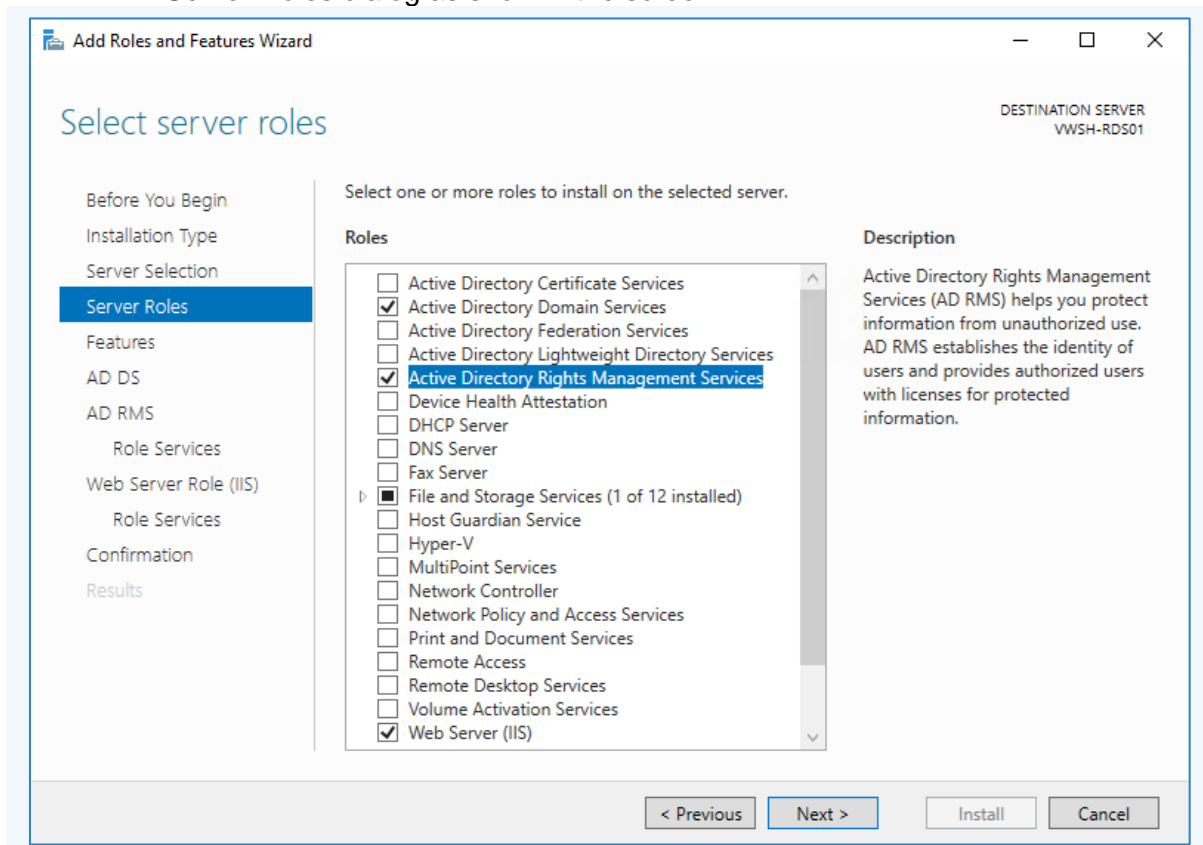 Add Roles and Features Wizard
Select server roles
DESTINATION SERVER
VWSH-RDS01
Before You Begin
Installation Type
Server Selection
Server Roles
Features
AD DS
AD RMS
Role Services
Web Server Role (IIS)
Role Services
Confirmation
Results
Select one or more roles to install on the selected server.
Roles
Active Directory Certificate Services
Active Directory Domain Services
Active Directory Federation Services
Active Directory Lightweight Directory Services
Active Directory Rights Management Services
Device Health Attestation
DHCP Server
DNS Server
Fax Server
File and Storage Services (1 of 12 installed)
Host Guardian Service
Hyper-V
MultiPoint Services
Network Controller
Network Policy and Access Services
Print and Document Services
Remote Access
Remote Desktop Services
Volume Activation Services
Web Server (IIS)
Description
Active Directory Rights Management
Services (AD RMS) helps you protect
information from unauthorized use.
AD RMS establishes the identity of
users and provides authorized users
with licenses for protected
information.
< Previous
Next >
Install
Cancel